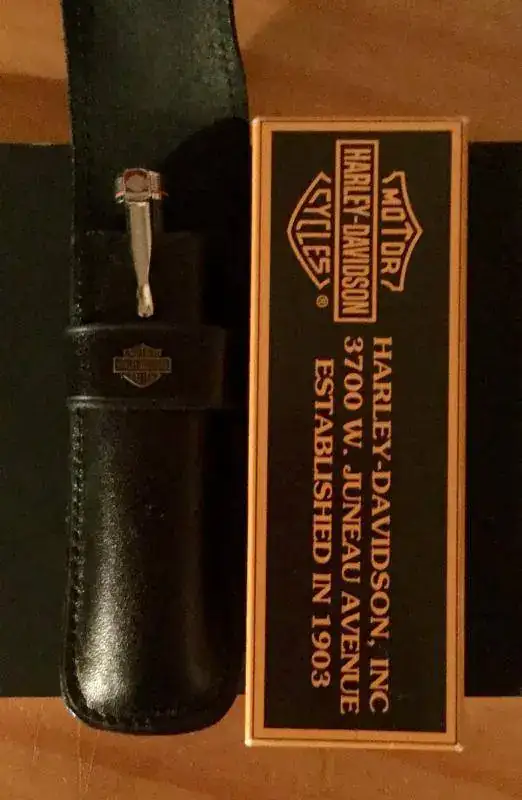 MOTOR
HARLEY-DAVIDSON
CYCLES
®
HARLEY-DAVIDSON, INC
3700 W. JUNEAU AVENUE
ESTABLISHED IN 1903